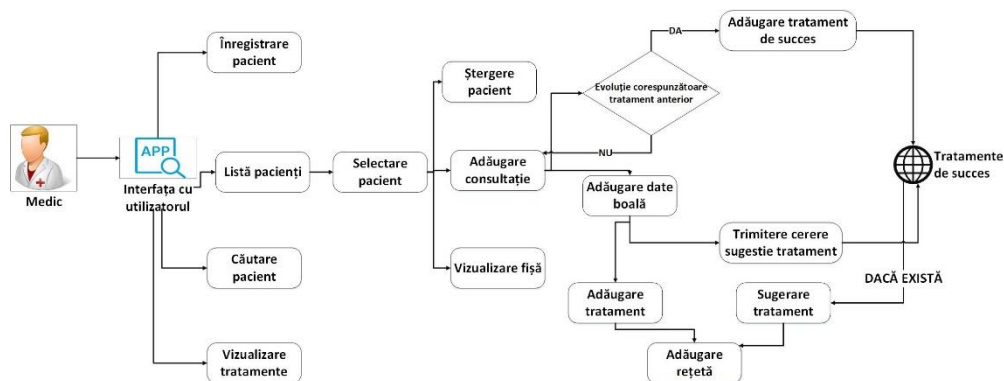 Înregistrare
pacient
Ștergere
pacient
DA
Adăugare tratament
de succes
Evoluție corespunzătoare
tratament anterior
NU
Medic
APP
Interfața cu
utilizatorul
Listă pacienți
Selectare
pacient
Adăugare
consultație
Adăugare date
boală
Tratamente
de succes
Căutare
pacient
Vizualizare fișă
Trimitere cerere
sugestie tratament
DACĂ EXISTĂ
Adăugare
tratament
Sugerare
tratament
Vizualizare
tratamente
Adăugare
rețetă